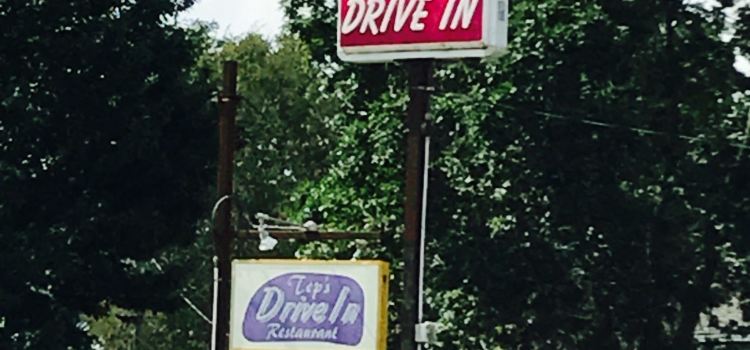 DRIVE IN
Tep's
Drive In
Restaurant